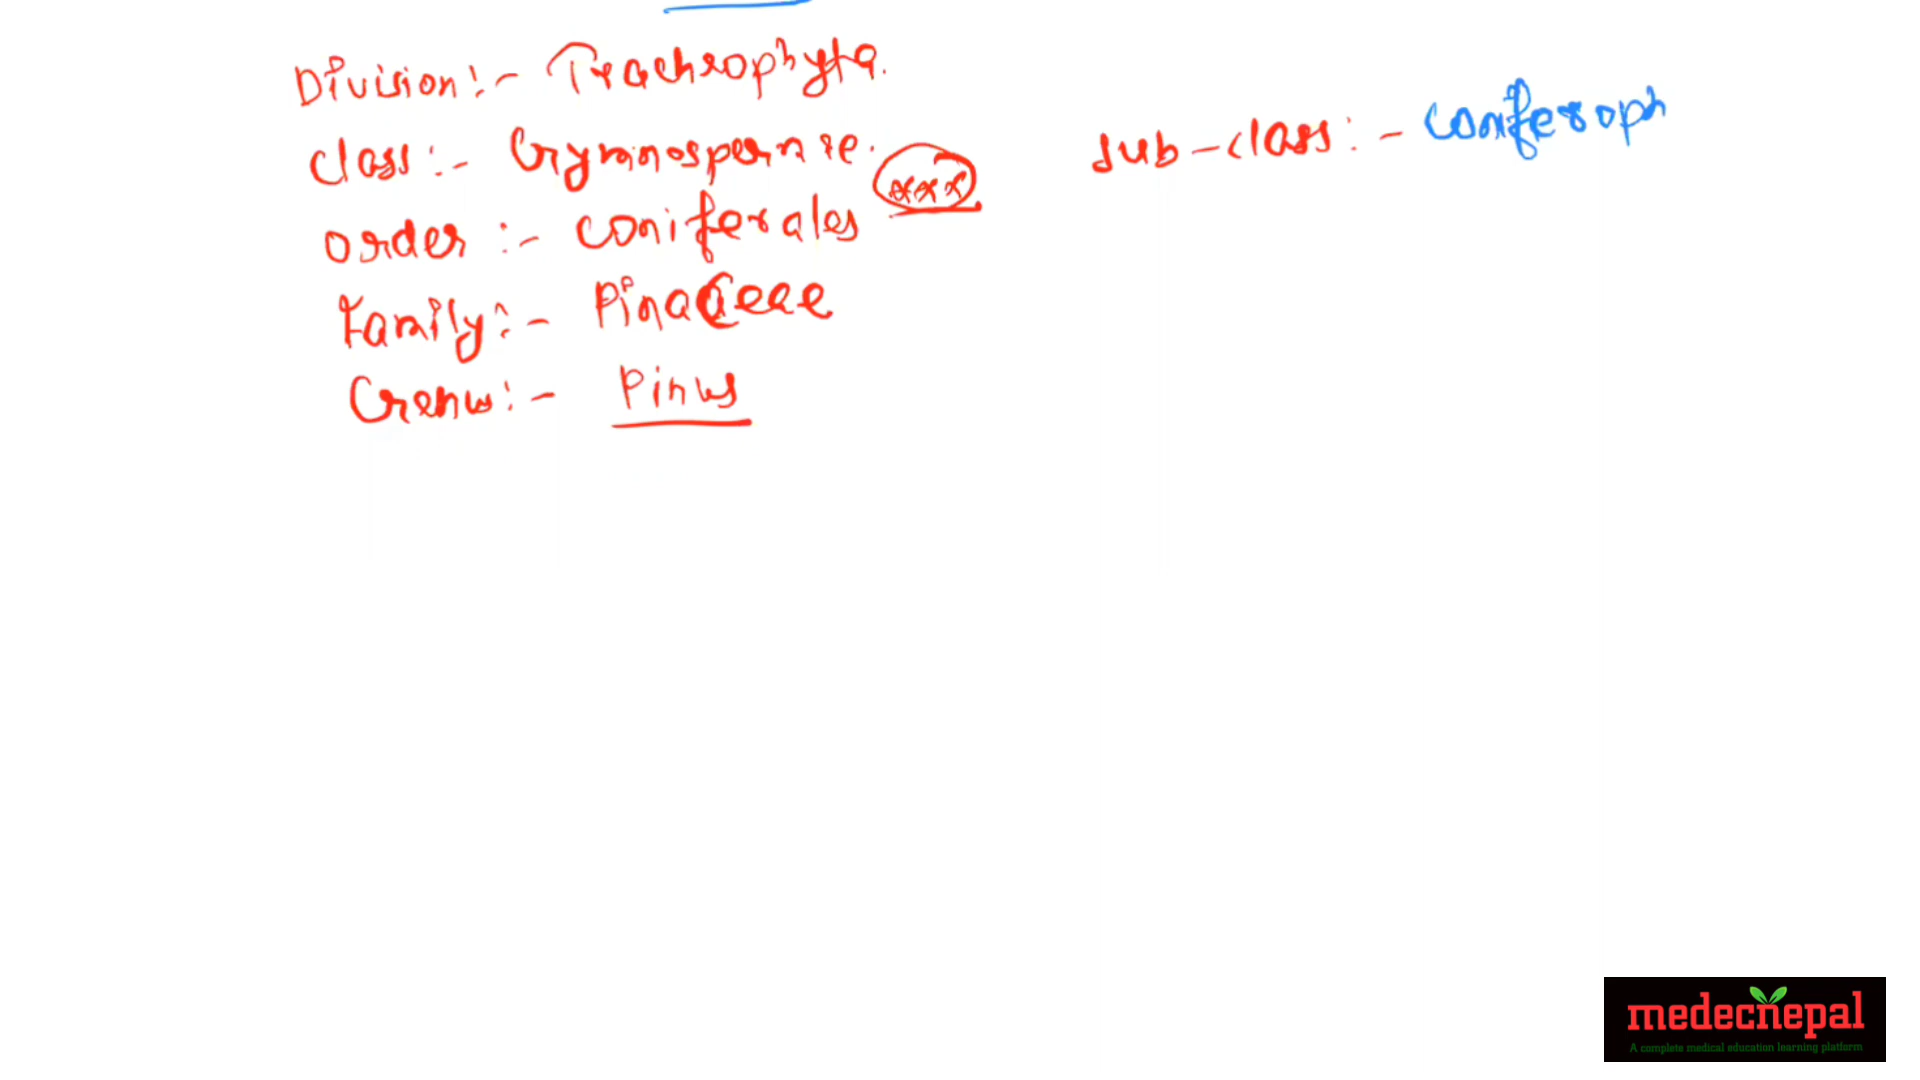 Division:- Tracheophyta.
class:- Gymnospermae.
order:- coniferales xxx
Family:- Pinaceae
Genus:- Pinus
sub-class:- coniferoph
medecnepal
A complete medical education learning platform